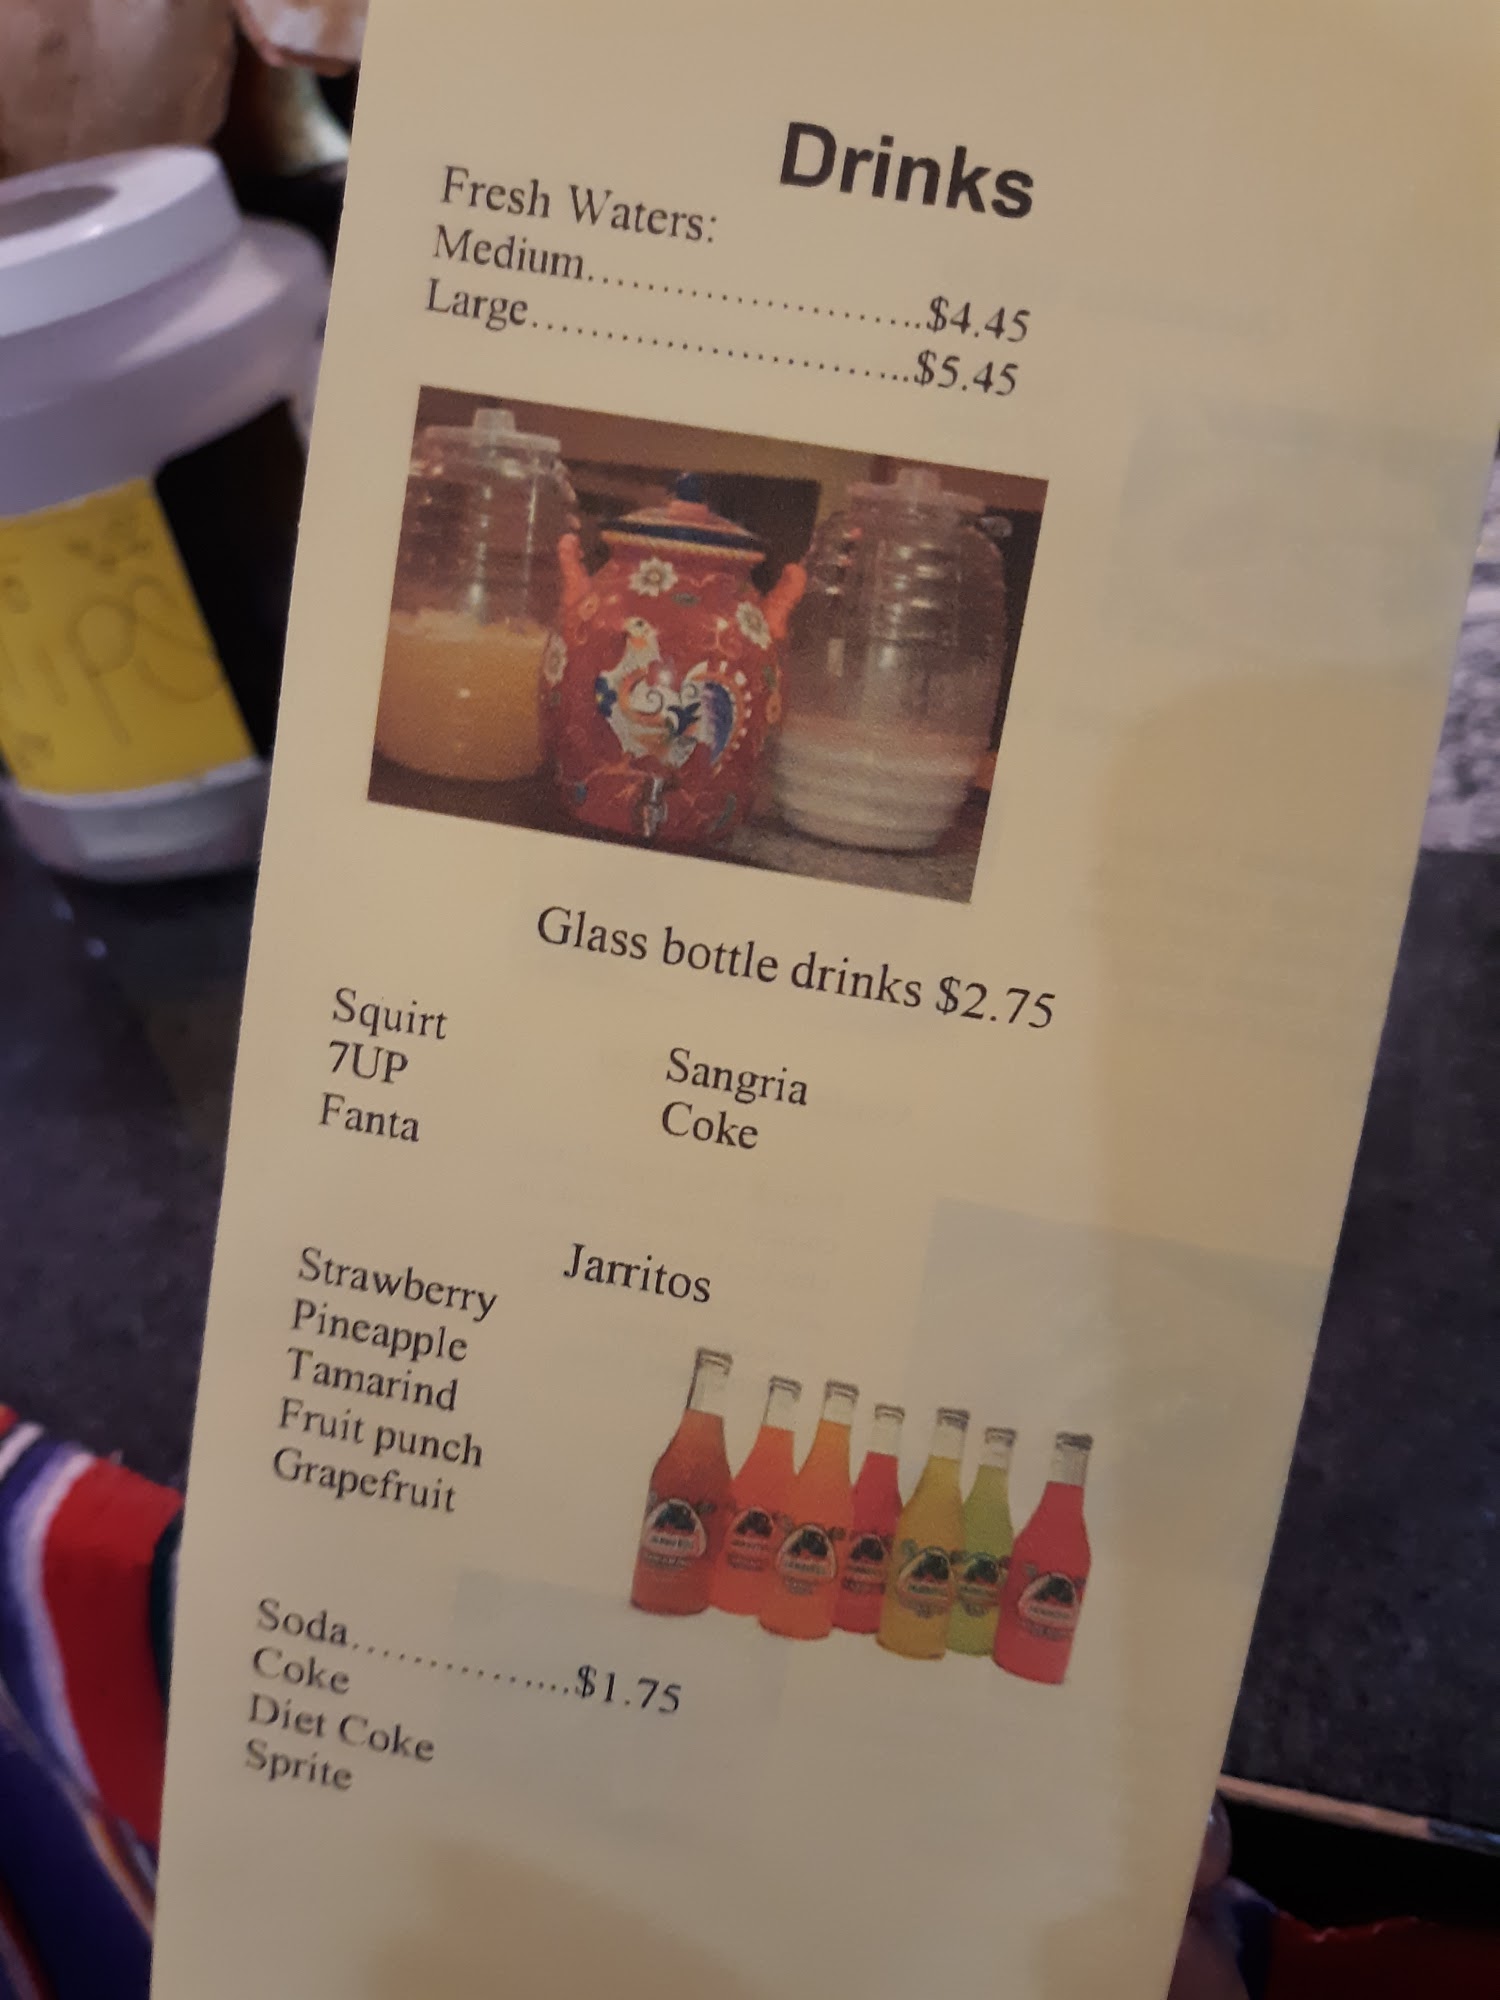 Drinks
Fresh Waters:
Medium.........................$4.45
Large............................$5.45
Glass bottle drinks $2.75
Squirt
7UP
Fanta
Sangria
Coke
Jarritos
Strawberry
Pineapple
Tamarind
Fruit punch
Grapefruit
Soda.................$1.75
Coke
Diet Coke
Sprite